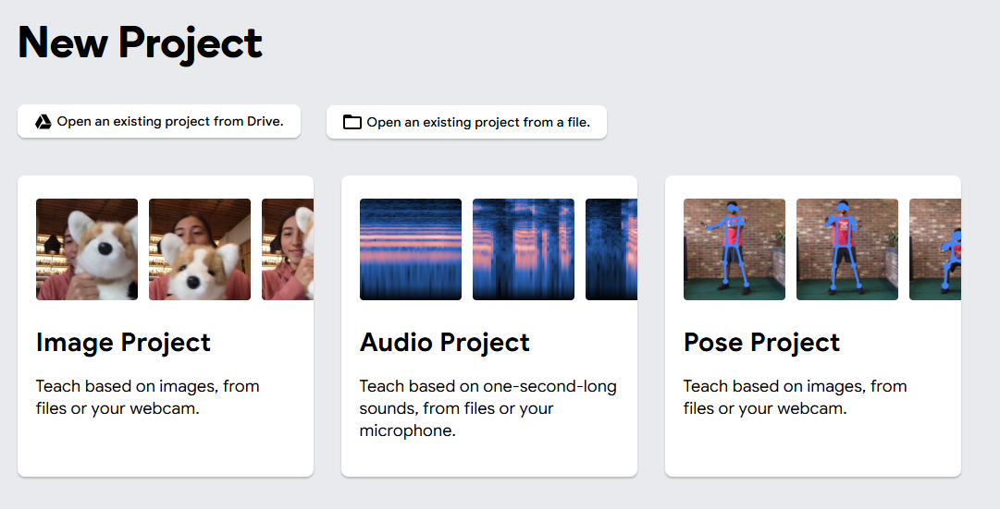 New Project
Open an existing project from Drive.
Open an existing project from a file.
Image Project
Teach based on images, from
files or your webcam.
Audio Project
Teach based on one-second-long
sounds, from files or your
microphone.
Pose Project
Teach based on images, from
files or your webcam.